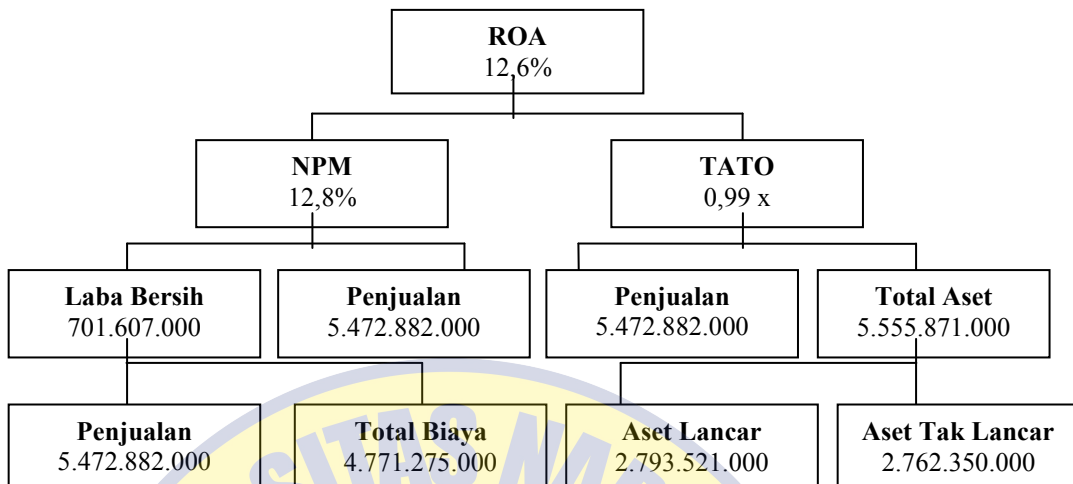 ROA
12,6%
NPM
12,8%
TATO
0,99 x
Laba Bersih
701.607.000
Penjualan
5.472.882.000
Penjualan
5.472.882.000
Total Aset
5.555.871.000
Penjualan
5.472.882.000
Total Biaya
4.771.275.000
Aset Lancar
2.793.521.000
Aset Tak Lancar
2.762.350.000